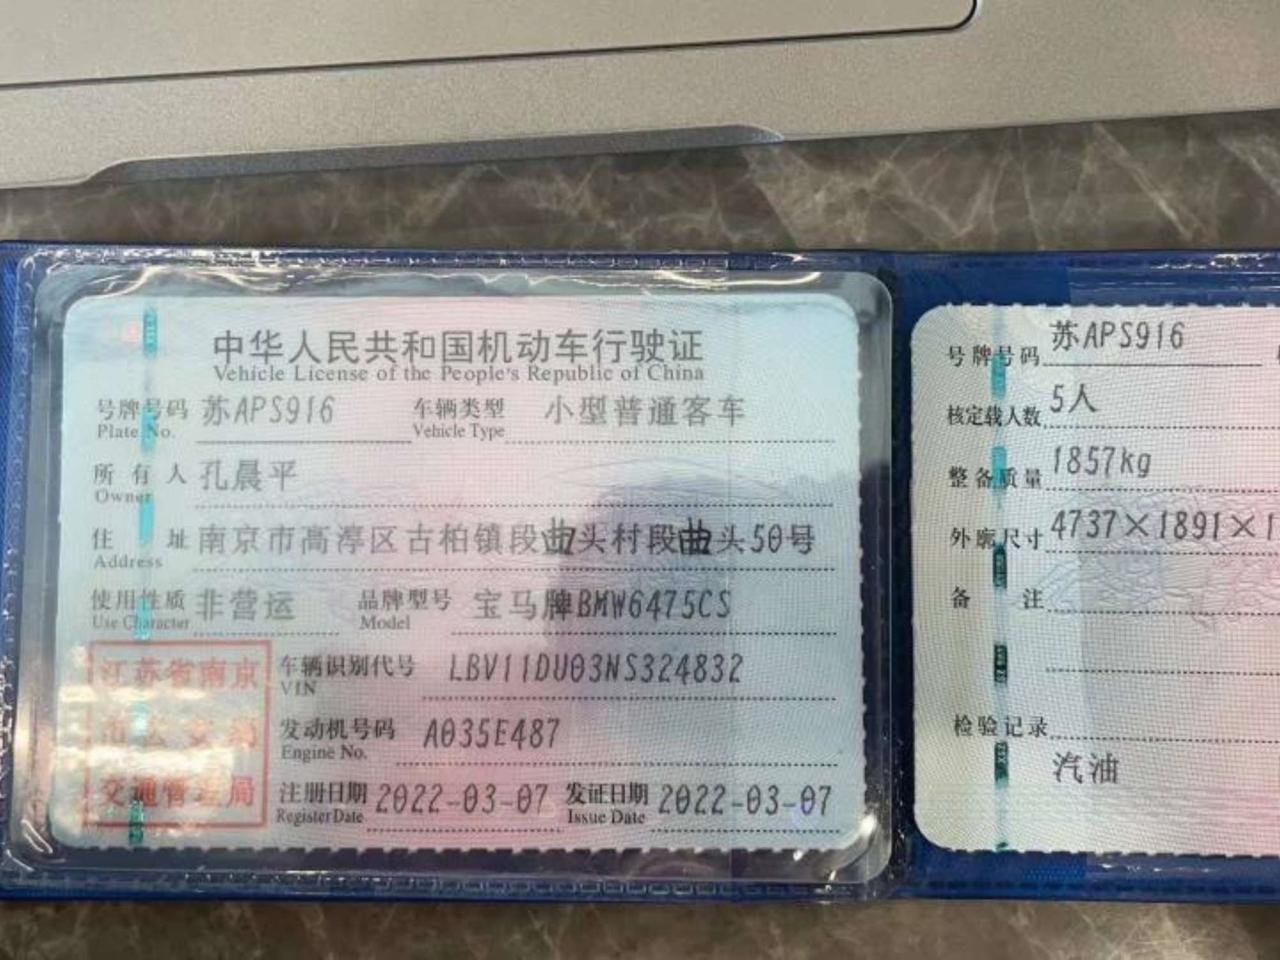 中华人民共和国机动车行驶证
Vehicle License of the People's Republic of China
号牌号码 苏APS916 车辆类型 小型普通客车
Plate No. Vehicle Type
所有人 孔晨平
Owner
住址 南京市高淳区古柏镇段曲头村段曲头50号
Address
使用性质 非营运 品牌型号 宝马牌BMW6475CS
Use Character Model
车辆识别代号 LBV11DU03NS324832
VIN
发动机号码 A035E487
Engine No.
注册日期 2022-03-07 发证日期 2022-03-07
Register Date Issue Date
江苏省南京
市公安局
交通管理局
号牌号码 苏APS916
核定载人数 5人
整备质量 1857kg
外廓尺寸 4737×1891×1
备注
检验记录
汽油